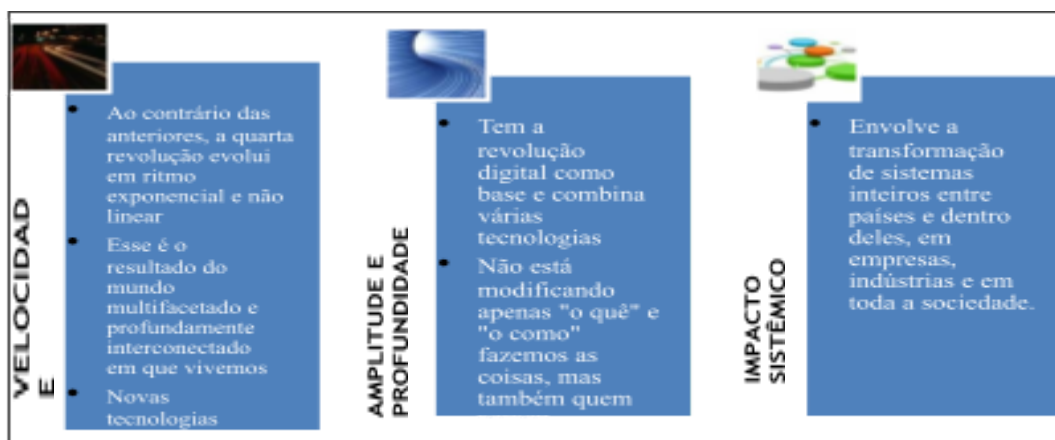 VELOCIDAD
E
Ao contrário das
anteriores, a quarta
revolução evolui
em ritmo
exponencial e não
linear
Esse é o
resultado do
mundo
multifacetado e
profundamente
interconectado
em que vivemos
Novas
tecnologias
AMPLITUDE E
PROFUNDIDADE
Tem a
revolução
digital como
base e combina
várias
tecnologias
Não está
modificando
apenas "o quê" e
"o como"
fazemos as
coisas, mas
também quem
IMPACTO
SISTÊMICO
Envolve a
transformação
de sistemas
inteiros entre
países e dentro
deles, em
empresas,
indústrias e em
toda a sociedade.